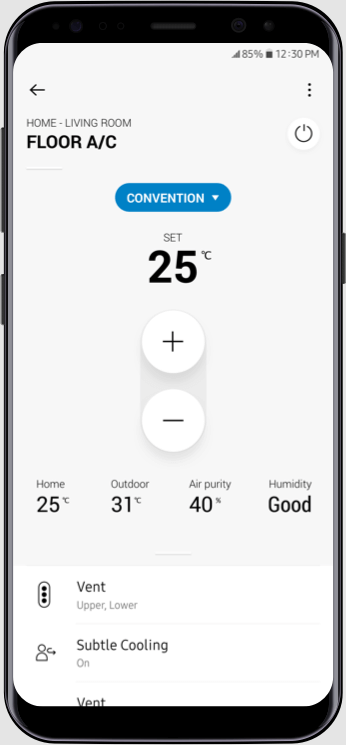 85% 12:30 PM
HOME - LIVING ROOM
FLOOR A/C
CONVENTION
SET
25 ℃
Home Outdoor Air purity Humidity
25 ℃ 31 ℃ 40 % Good
Vent
Upper, Lower
Subtle Cooling
On
Vent